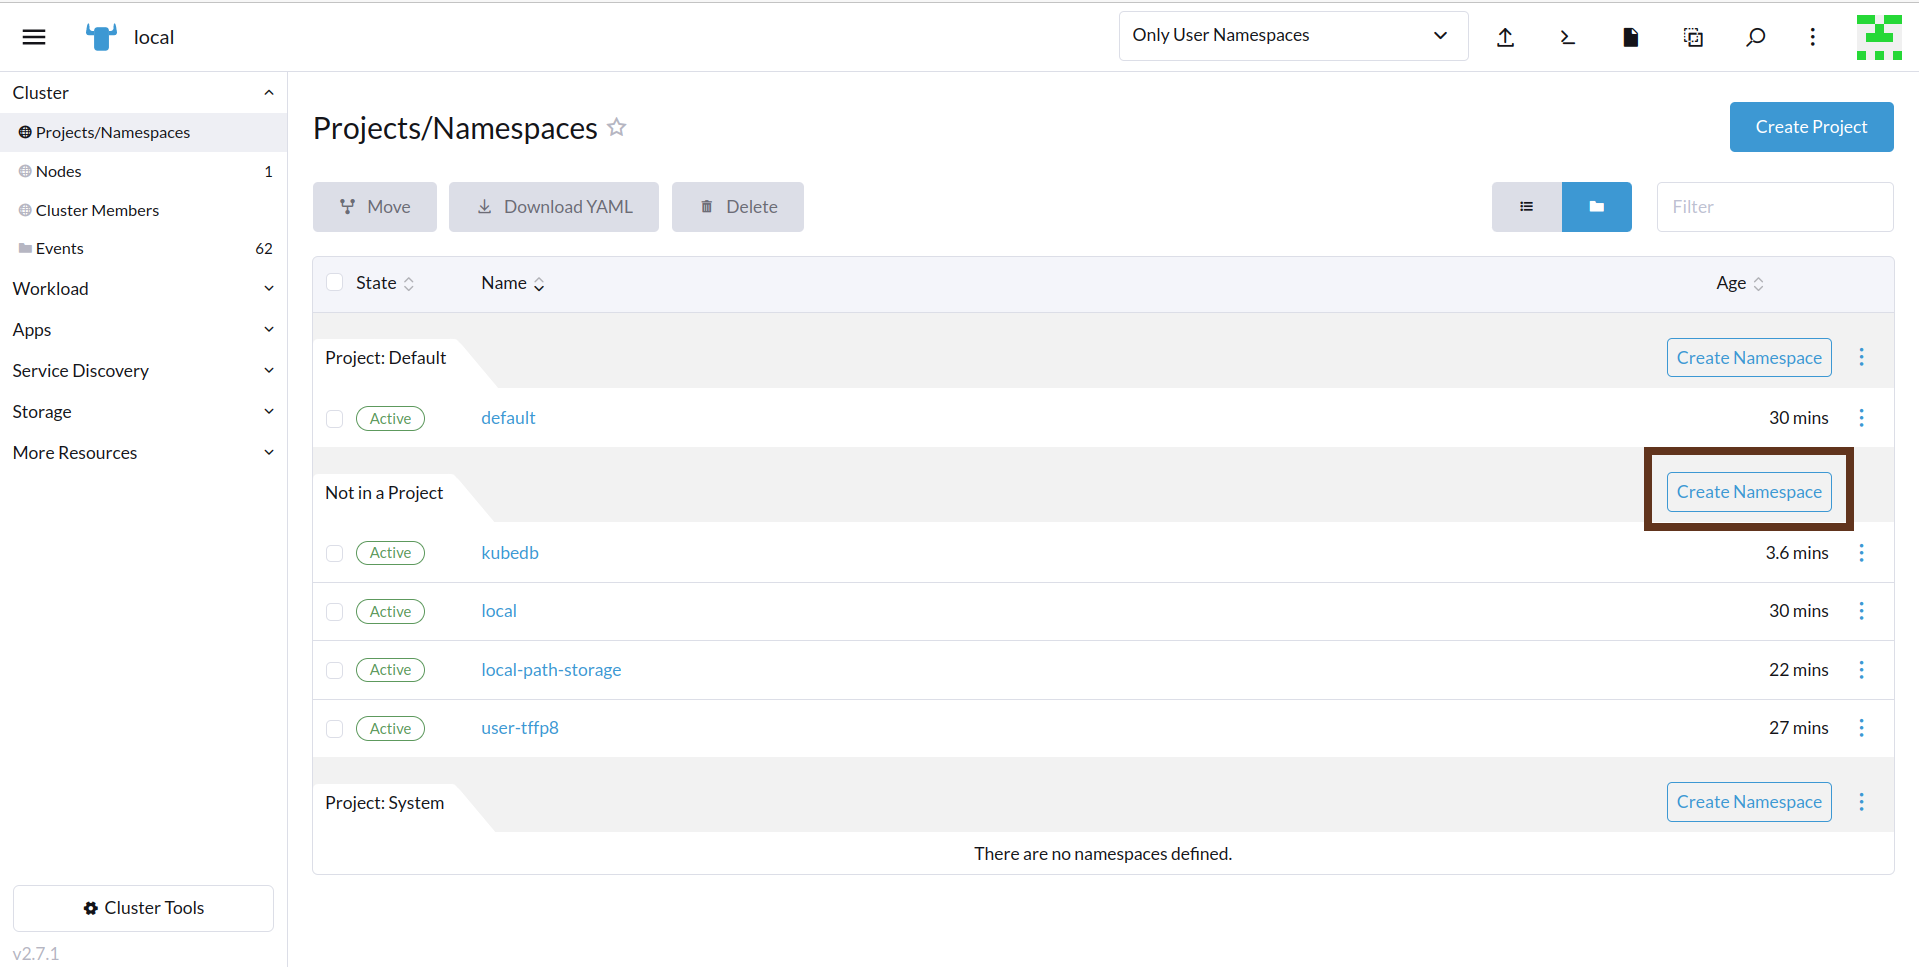 local
Only User Namespaces
Cluster
Projects/Namespaces
Nodes 1
Cluster Members
Events 62
Workload
Apps
Service Discovery
Storage
More Resources
Cluster Tools
v2.7.1
Projects/Namespaces
Create Project
Move Download YAML Delete
Filter
State Name Age
Project: Default Create Namespace
Active default 30 mins
Not in a Project Create Namespace
Active kubedb 3.6 mins
Active local 30 mins
Active local-path-storage 22 mins
Active user-tffp8 27 mins
Project: System Create Namespace
There are no namespaces defined.